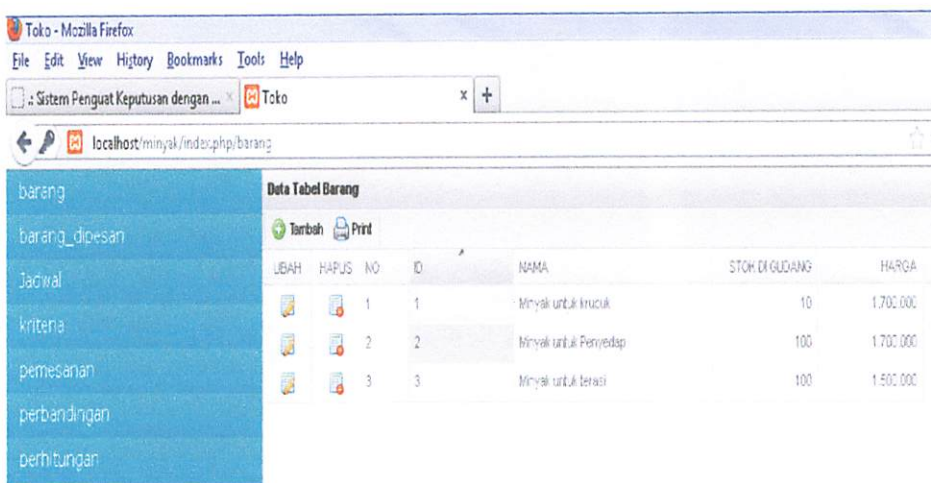 Toko - Mozilla Firefox
File Edit View History Bookmarks Tools Help
.: Sistem Penguat Keputusan dengan ... × Toko × +
localhost/minyak/index.php/barang
barang
barang_dipesan
Jadwal
kriteria
pemesanan
perbandingan
perhitungan
Data Tabel Barang
Tambah Print
UBAH HAPUS NO ID NAMA STOK DI GUDANG HARGA
1 1 Minyak untuk krucuk 10 1.700.000
2 2 Minyak untuk Penyedap 100 1.700.000
3 3 Minyak untuk terasi 100 1.500.000